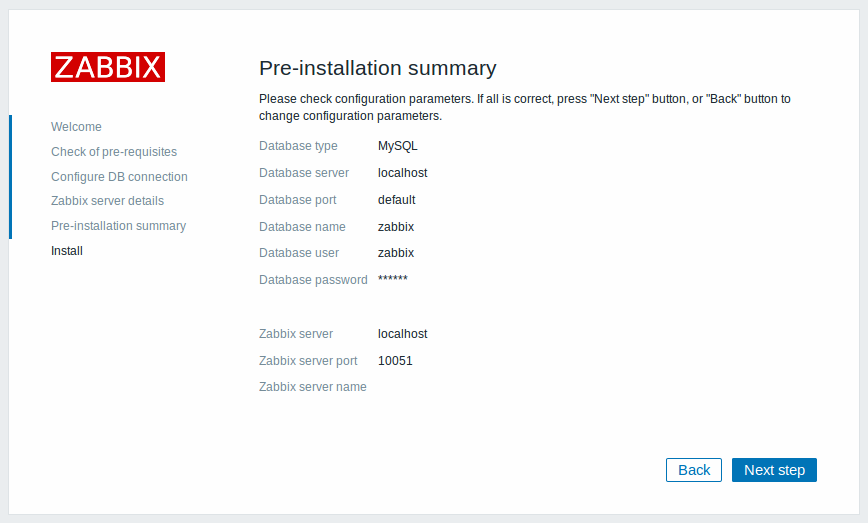 ZABBIX
Welcome
Check of pre-requisites
Configure DB connection
Zabbix server details
Pre-installation summary
Install
Pre-installation summary
Please check configuration parameters. If all is correct, press "Next step" button, or "Back" button to
change configuration parameters.
Database type MySQL
Database server localhost
Database port default
Database name zabbix
Database user zabbix
Database password ******
Zabbix server localhost
Zabbix server port 10051
Zabbix server name
Back Next step